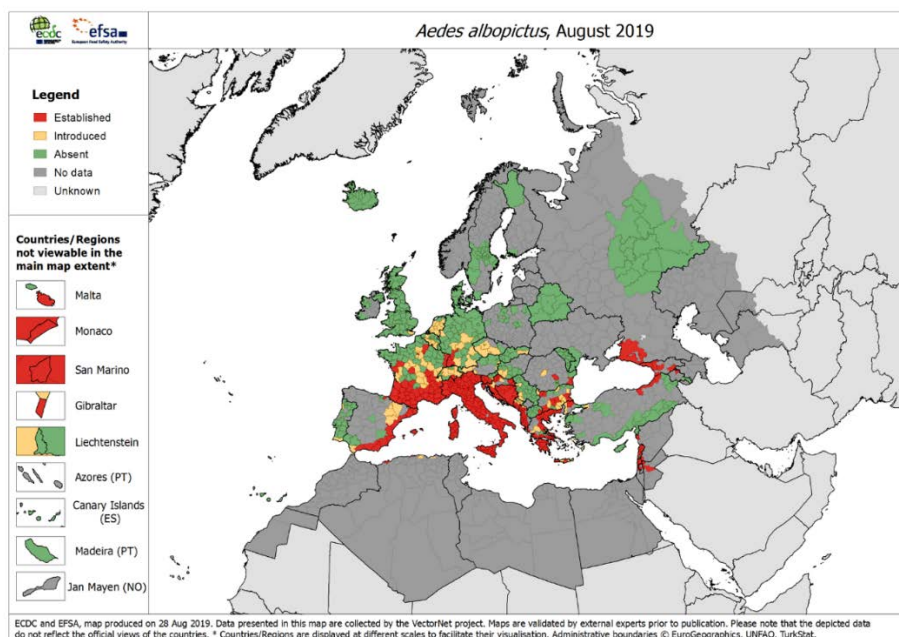 ecdc
efsa
European Food Safety Authority
Aedes albopictus, August 2019
Legend
Established
Introduced
Absent
No data
Unknown
Countries/Regions
not viewable in the
main map extent*
Malta
Monaco
San Marino
Gibraltar
Liechtenstein
Azores (PT)
Canary Islands
(ES)
Madeira (PT)
Jan Mayen (NO)
ECDC and EFSA, map produced on 28 Aug 2019. Data presented in this map are collected by the VectorNet project. Maps are validated by external experts prior to publication. Please note that the depicted data
do not reflect the official views of the countries. * Countries/Regions are displayed at different scales to facilitate their visualisation. Administrative boundaries © EuroGeographics, UNFAO, TurkStat.